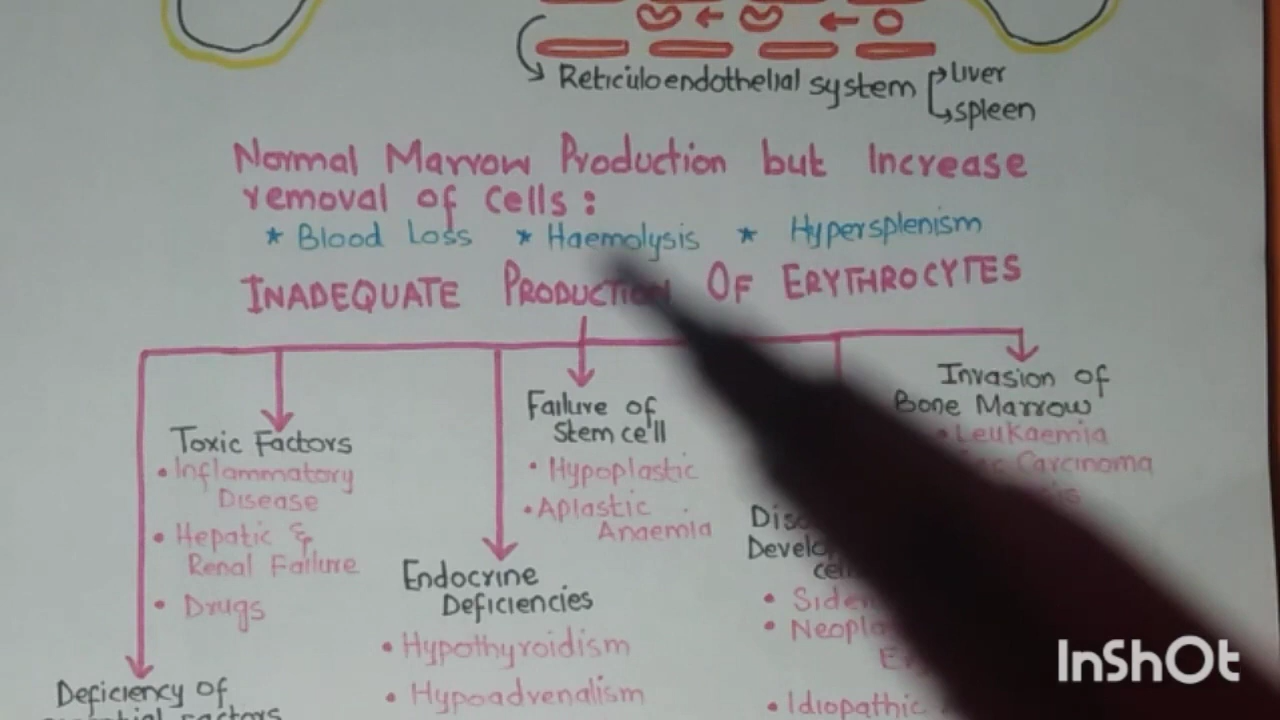 Reticuloendothelial system
Liver
spleen
Normal Marrow Production but Increase
removal of cells:
* Blood Loss * Haemolysis * Hypersplenism
INADEQUATE PRODUCTION OF ERYTHROCYTES
Invasion of
Bone Marrow
• Leukaemia
Carcinoma
Failure of
Stem cell
• Hypoplastic
• Aplastic
Anaemia
Toxic Factors
• Inflammatory
Disease
• Hepatic &
Renal Failure
• Drugs
Endocrine
Deficiencies
• Hypothyroidism
• Hypoadrenalism
• Idiopathic
Deficiency of
factors
InShOt